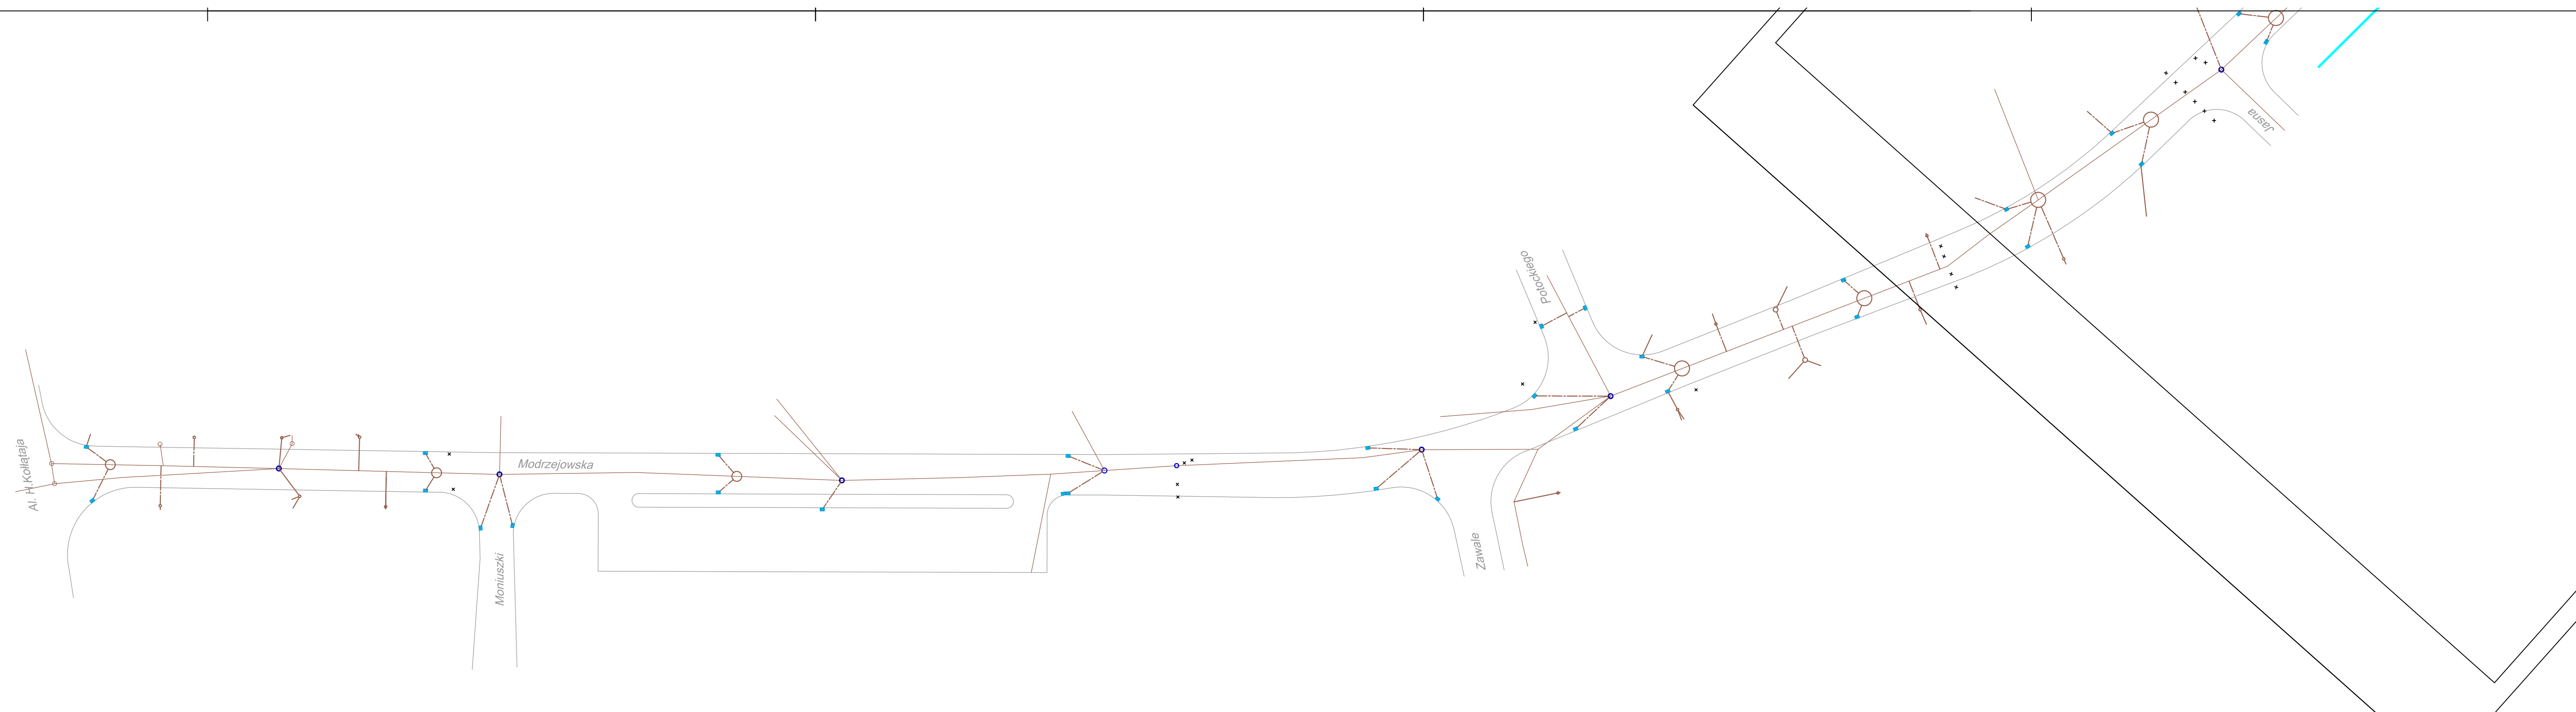 Al. H.Kołłątaja
Modrzejowska
Moniuszki
Potockiego
Zawale
Jasna